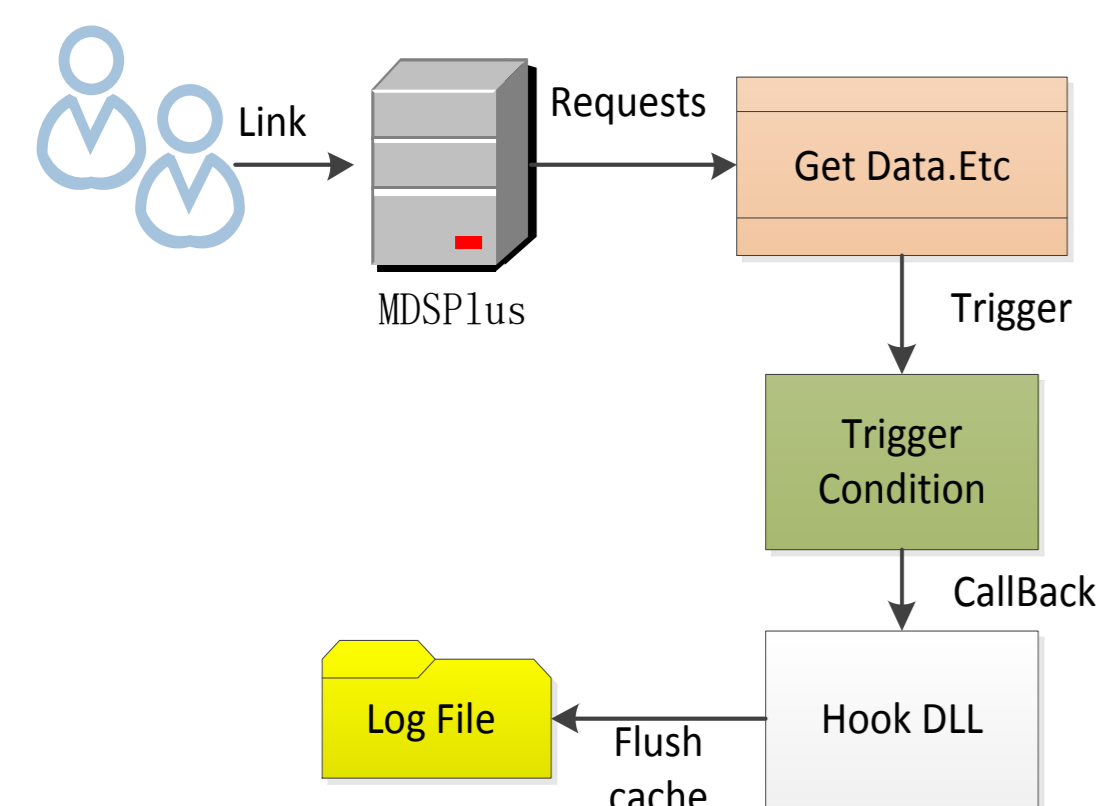 Link
Requests
Get Data.Etc
MDSPlus
Trigger
Trigger
Condition
CallBack
Log File
Flush
cache
Hook DLL